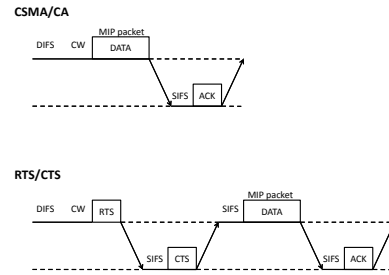 CSMA/CA
MIP packet
DIFS CW DATA
SIFS ACK
RTS/CTS
MIP packet
DIFS CW RTS SIFS DATA
SIFS CTS SIFS ACK